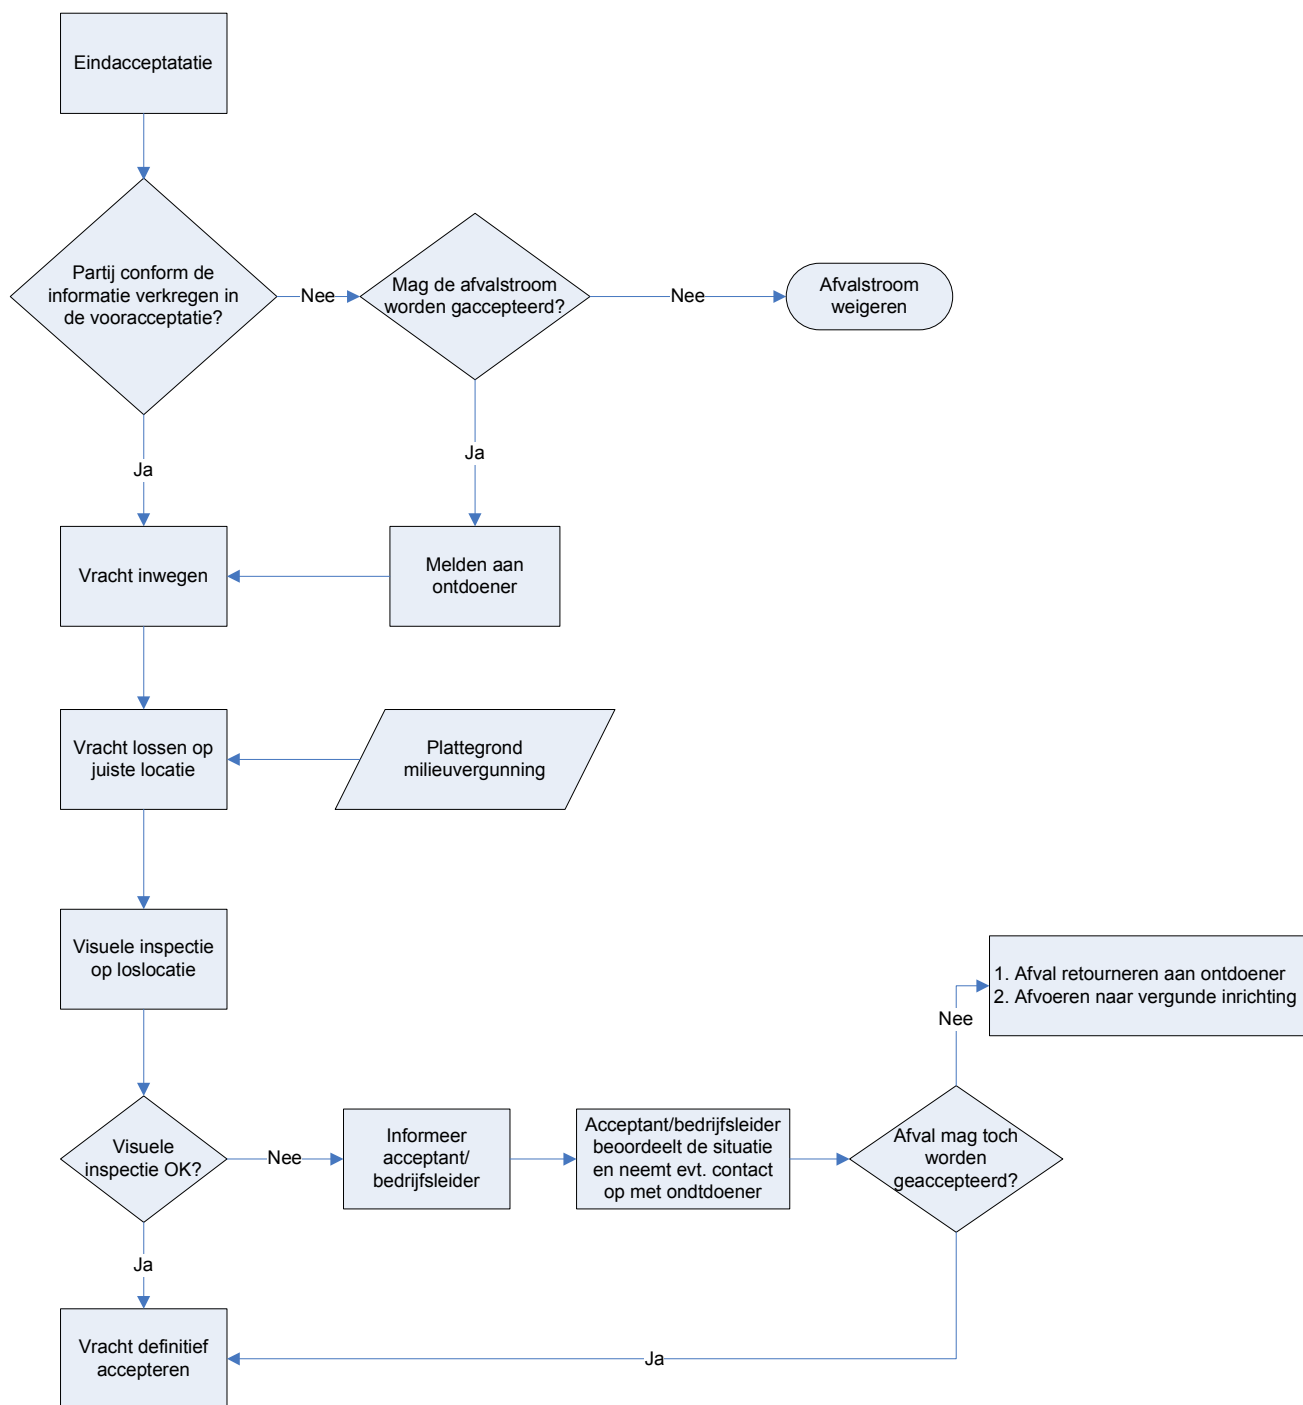 Eindacceptatatie
Partij conform de
informatie verkregen in
de vooracceptatie?
Nee
Mag de afvalstroom
worden gaccepteerd?
Nee
Afvalstroom
weigeren
Ja
Ja
Vracht inwegen
Melden aan
ontdoener
Vracht lossen op
juiste locatie
Plattegrond
milieuvergunning
Visuele inspectie
op loslocatie
1. Afval retourneren aan ontdoener
2. Afvoeren naar vergunde inrichting
Nee
Visuele
inspectie OK?
Nee
Informeer
acceptant/
bedrijfsleider
Acceptant/bedrijfsleider
beoordeelt de situatie
en neemt evt. contact
op met ondtdoener
Afval mag toch
worden
geaccepteerd?
Ja
Vracht definitief
accepteren
Ja